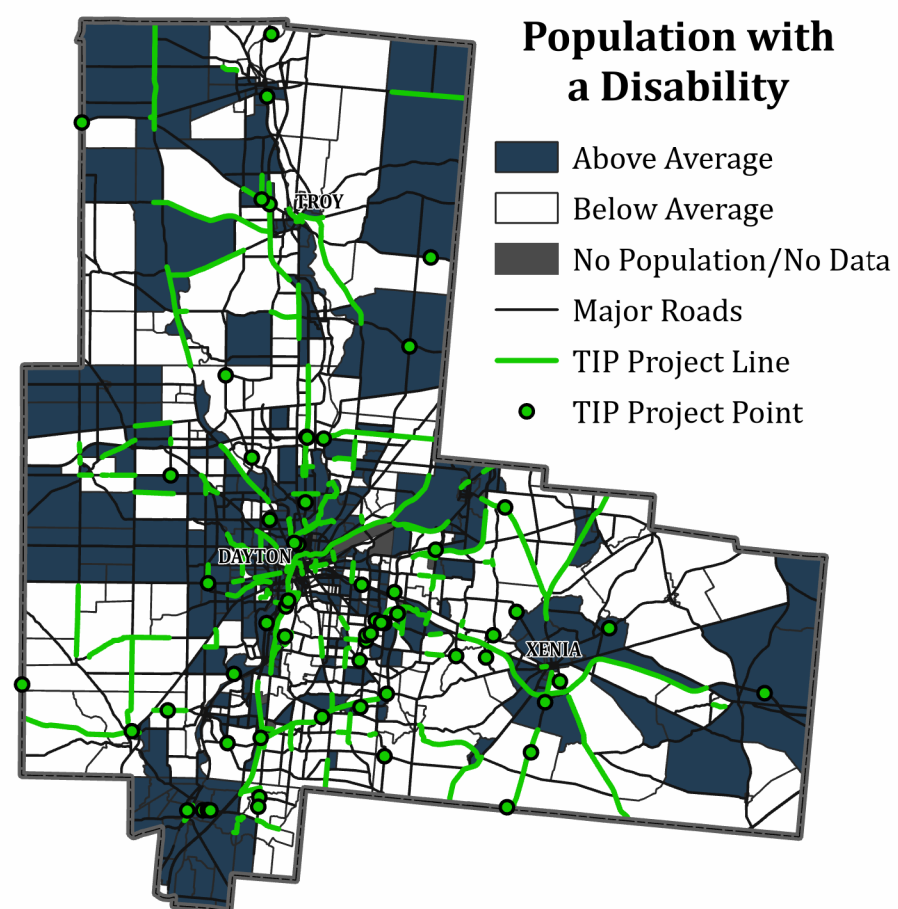 Population with
a Disability
Above Average
Below Average
No Population/No Data
Major Roads
TIP Project Line
TIP Project Point
TROY
DAYTON
XENIA